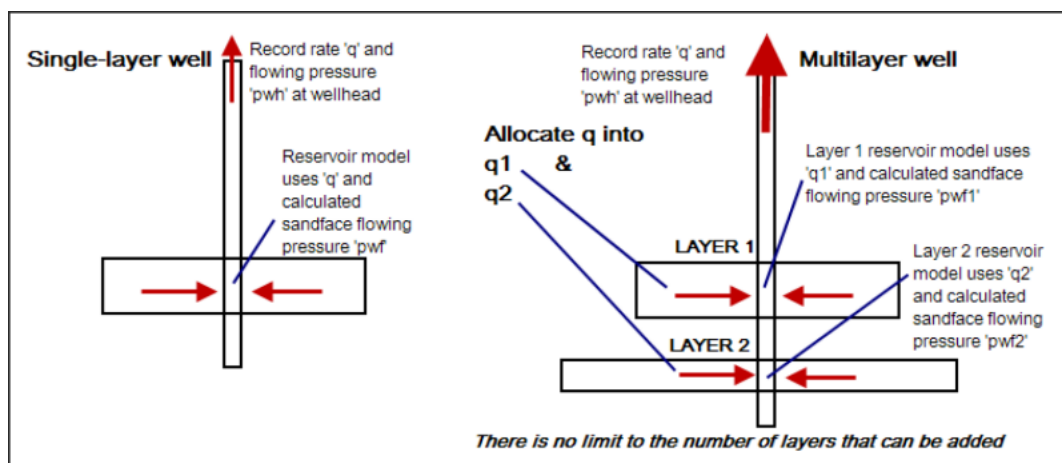 Single-layer well
Record rate 'q' and
flowing pressure
'pwh' at wellhead
Reservoir model
uses 'q' and
calculated
sandface flowing
pressure 'pwf'
Record rate 'q' and
flowing pressure
'pwh' at wellhead
Multilayer well
Allocate q into
q1 &
q2
Layer 1 reservoir model uses
'q1' and calculated sandface
flowing pressure 'pwf1'
LAYER 1
Layer 2 reservoir
model uses 'q2'
and calculated
sandface flowing
pressure 'pwf2'
LAYER 2
There is no limit to the number of layers that can be added